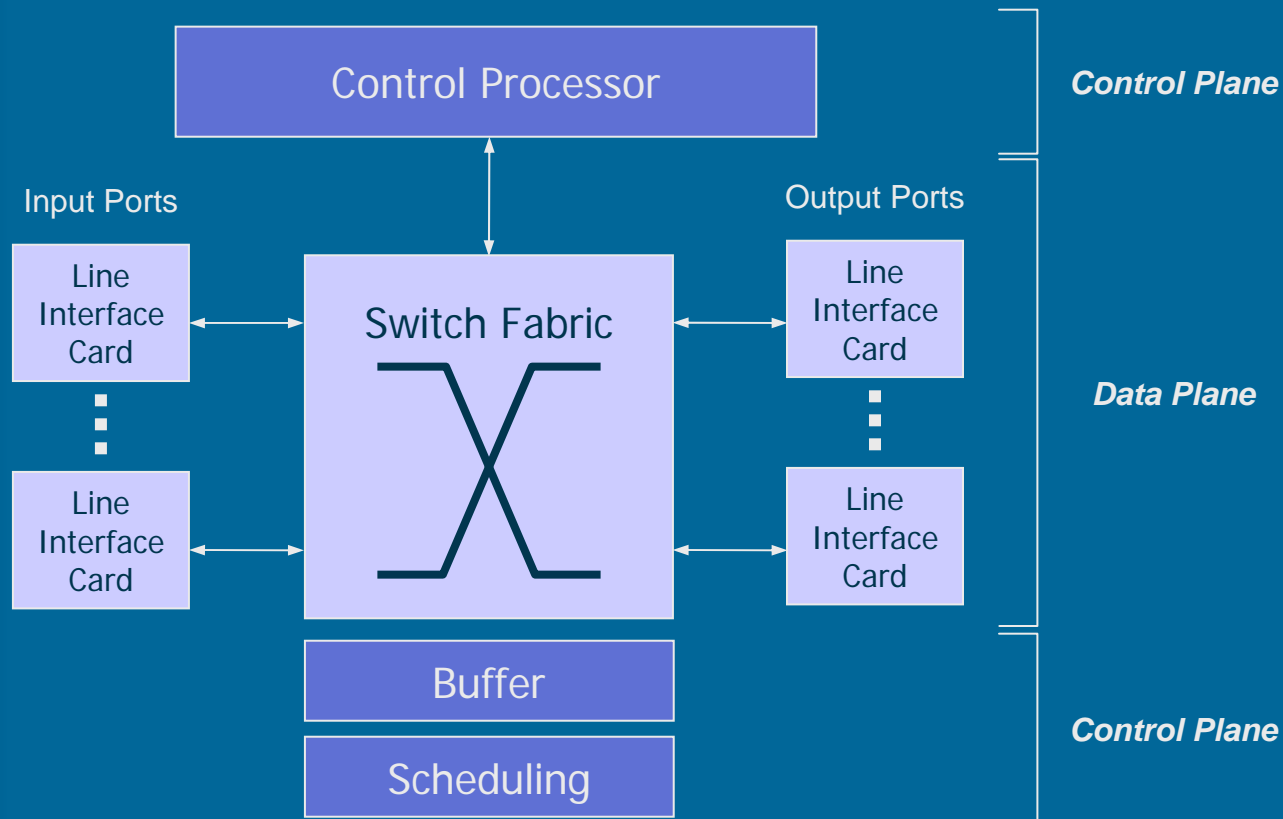 Control Processor
Control Plane
Input Ports
Output Ports
Line
Interface
Card
Switch Fabric
Line
Interface
Card
Data Plane
Line
Interface
Card
Line
Interface
Card
Buffer
Control Plane
Scheduling